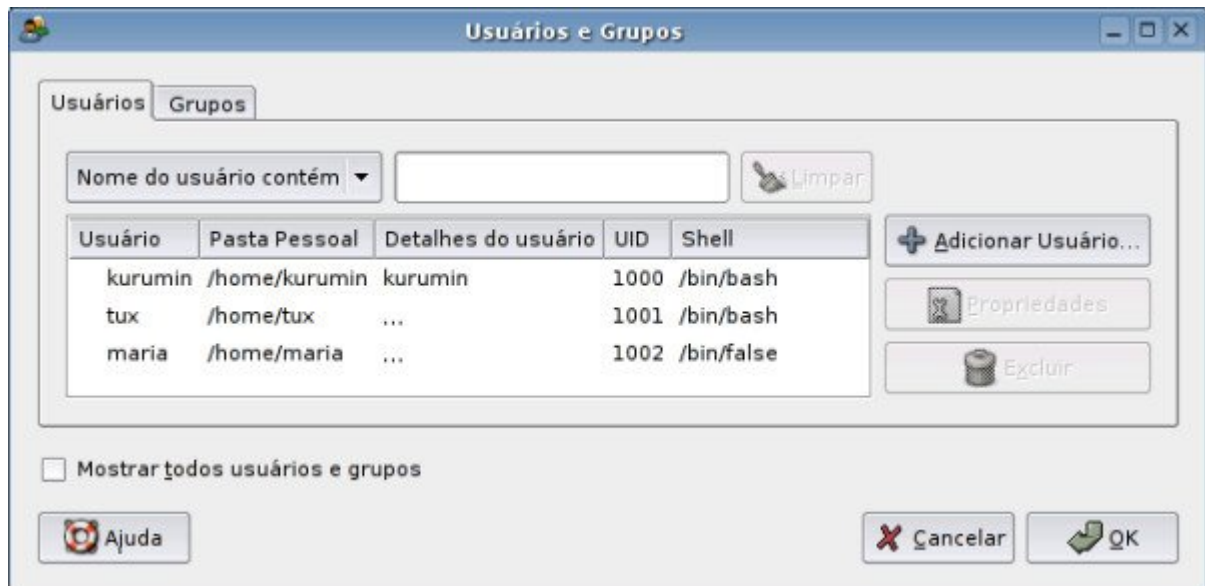 Usuários e Grupos
Usuários Grupos
Nome do usuário contém Limpar
Usuário Pasta Pessoal Detalhes do usuário UID Shell
kurumin /home/kurumin kurumin 1000 /bin/bash
tux /home/tux ... 1001 /bin/bash
maria /home/maria ... 1002 /bin/false
Adicionar Usuário...
Propriedades
Excluir
Mostrar todos usuários e grupos
Ajuda Cancelar OK